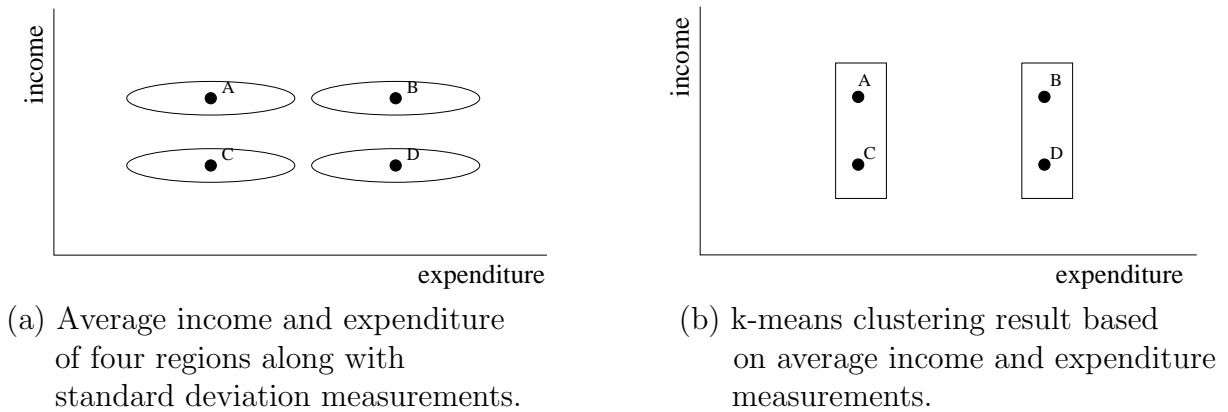 income
A
B
C
D
expenditure
(a) Average income and expenditure
of four regions along with
standard deviation measurements.
income
A
B
C
D
expenditure
(b) k-means clustering result based
on average income and expenditure
measurements.